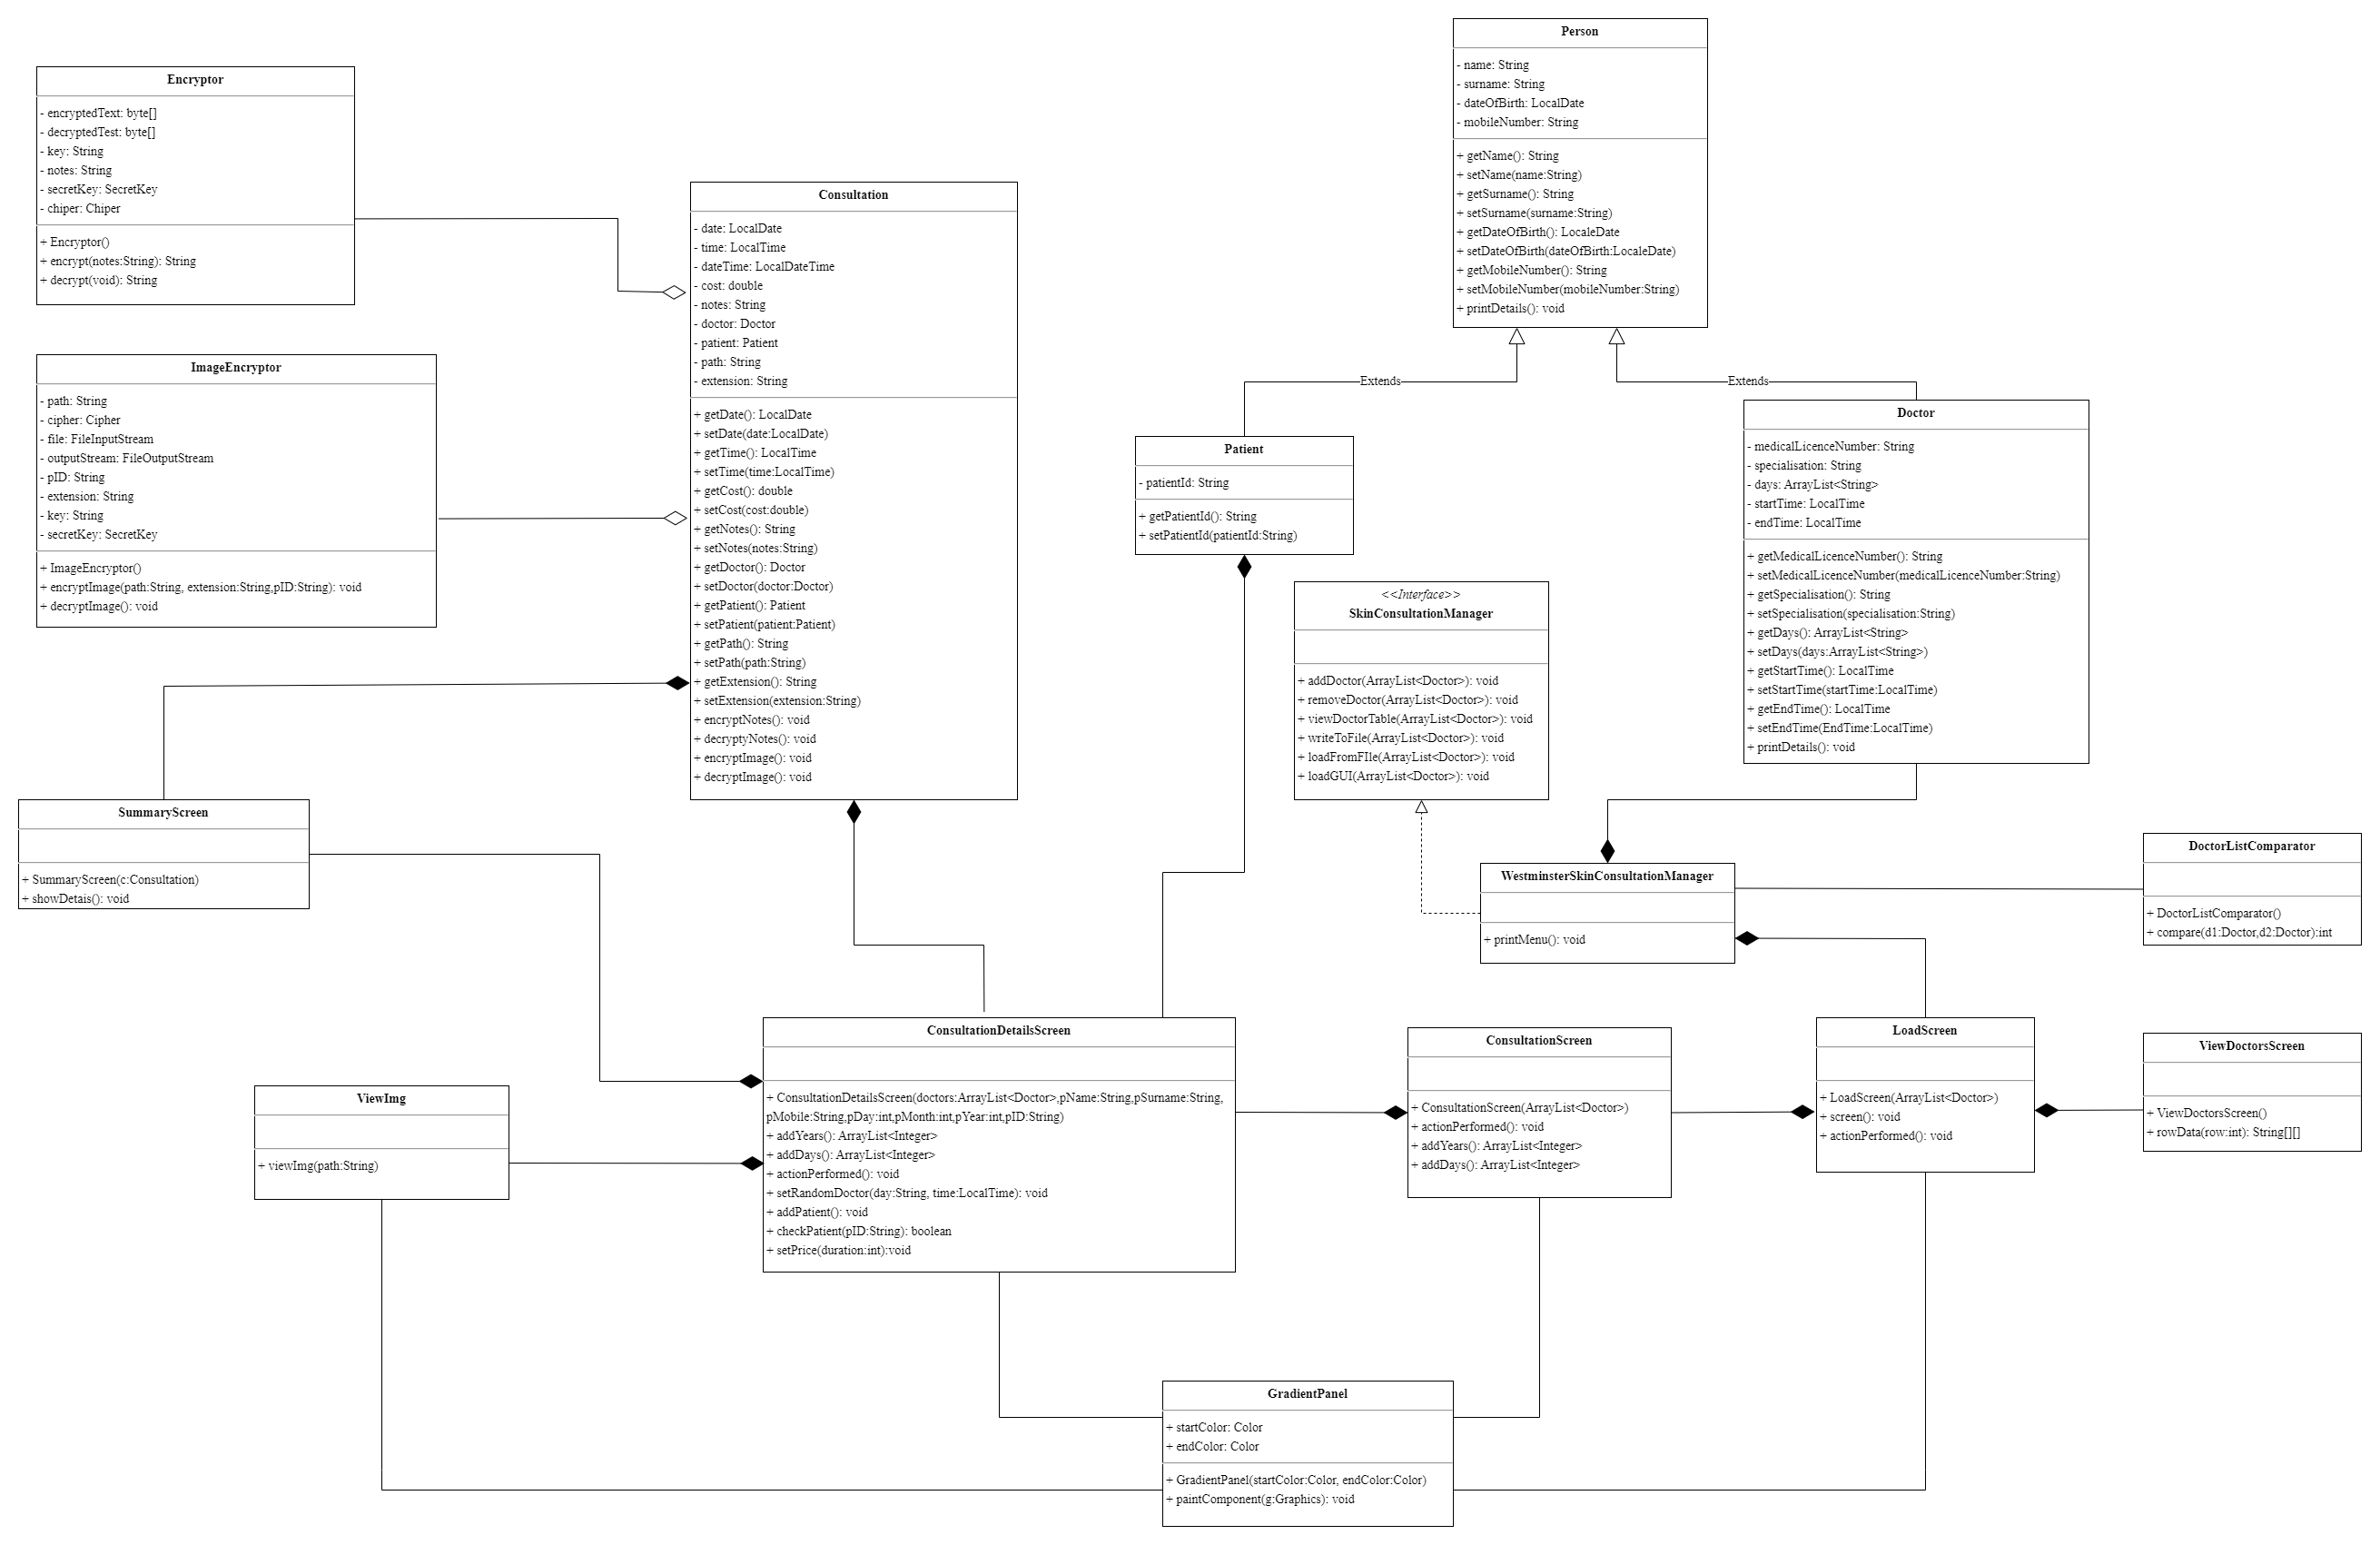 Person
- name: String
- surname: String
- dateOfBirth: LocalDate
- mobileNumber: String
+ getName(): String
+ setName(name:String)
+ getSurname(): String
+ setSurname(surname:String)
+ getDateOfBirth(): LocaleDate
+ setDateOfBirth(dateOfBirth:LocaleDate)
+ getMobileNumber(): String
+ setMobileNumber(mobileNumber:String)
+ printDetails(): void
Encryptor
- encryptedText: byte[]
- decryptedTest: byte[]
- key: String
- notes: String
- secretKey: SecretKey
- chiper: Chiper
+ Encryptor()
+ encrypt(notes:String): String
+ decrypt(void): String
Consultation
- date: LocalDate
- time: LocalTime
- dateTime: LocalDateTime
- cost: double
- notes: String
- doctor: Doctor
- patient: Patient
- path: String
- extension: String
+ getDate(): LocalDate
+ setDate(date:LocalDate)
+ getTime(): LocalTime
+ setTime(time:LocalTime)
+ getCost(): double
+ setCost(cost:double)
+ getNotes(): String
+ setNotes(notes:String)
+ getDoctor(): Doctor
+ setDoctor(doctor:Doctor)
+ getPatient(): Patient
+ setPatient(patient:Patient)
+ getPath(): String
+ setPath(path:String)
+ getExtension(): String
+ setExtension(extension:String)
+ encryptNotes(): void
+ decryptyNotes(): void
+ encryptImage(): void
+ decryptImage(): void
ImageEncryptor
- path: String
- cipher: Cipher
- file: FileInputStream
- outputStream: FileOutputStream
- pID: String
- extension: String
- key: String
- secretKey: SecretKey
+ ImageEncryptor()
+ encryptImage(path:String, extension:String,pID:String): void
+ decryptImage(): void
Extends
Extends
Patient
- patientId: String
+ getPatientId(): String
+ setPatientId(patientId:String)
Doctor
- medicalLicenceNumber: String
- specialisation: String
- days: ArrayList<String>
- startTime: LocalTime
- endTime: LocalTime
+ getMedicalLicenceNumber(): String
+ setMedicalLicenceNumber(medicalLicenceNumber:String)
+ getSpecialisation(): String
+ setSpecialisation(specialisation:String)
+ getDays(): ArrayList<String>
+ setDays(days:ArrayList<String>)
+ getStartTime(): LocalTime
+ setStartTime(startTime:LocalTime)
+ getEndTime(): LocalTime
+ setEndTime(EndTime:LocalTime)
+ printDetails(): void
<<Interface>>
SkinConsultationManager
+ addDoctor(ArrayList<Doctor>): void
+ removeDoctor(ArrayList<Doctor>): void
+ viewDoctorTable(ArrayList<Doctor>): void
+ writeToFile(ArrayList<Doctor>): void
+ loadFromFIle(ArrayList<Doctor>): void
+ loadGUI(ArrayList<Doctor>): void
SummaryScreen
+ SummaryScreen(c:Consultation)
+ showDetais(): void
WestminsterSkinConsultationManager
+ printMenu(): void
DoctorListComparator
+ DoctorListComparator()
+ compare(d1:Doctor,d2:Doctor):int
ConsultationDetailsScreen
+ ConsultationDetailsScreen(doctors:ArrayList<Doctor>,pName:String,pSurname:String,
pMobile:String,pDay:int,pMonth:int,pYear:int,pID:String)
+ addYears(): ArrayList<Integer>
+ addDays(): ArrayList<Integer>
+ actionPerformed(): void
+ setRandomDoctor(day:String, time:LocalTime): void
+ addPatient(): void
+ checkPatient(pID:String): boolean
+ setPrice(duration:int):void
ConsultationScreen
+ ConsultationScreen(ArrayList<Doctor>)
+ actionPerformed(): void
+ addYears(): ArrayList<Integer>
+ addDays(): ArrayList<Integer>
LoadScreen
+ LoadScreen(ArrayList<Doctor>)
+ screen(): void
+ actionPerformed(): void
ViewDoctorsScreen
+ ViewDoctorsScreen()
+ rowData(row:int): String[][]
ViewImg
+ viewImg(path:String)
GradientPanel
+ startColor: Color
+ endColor: Color
+ GradientPanel(startColor:Color, endColor:Color)
+ paintComponent(g:Graphics): void